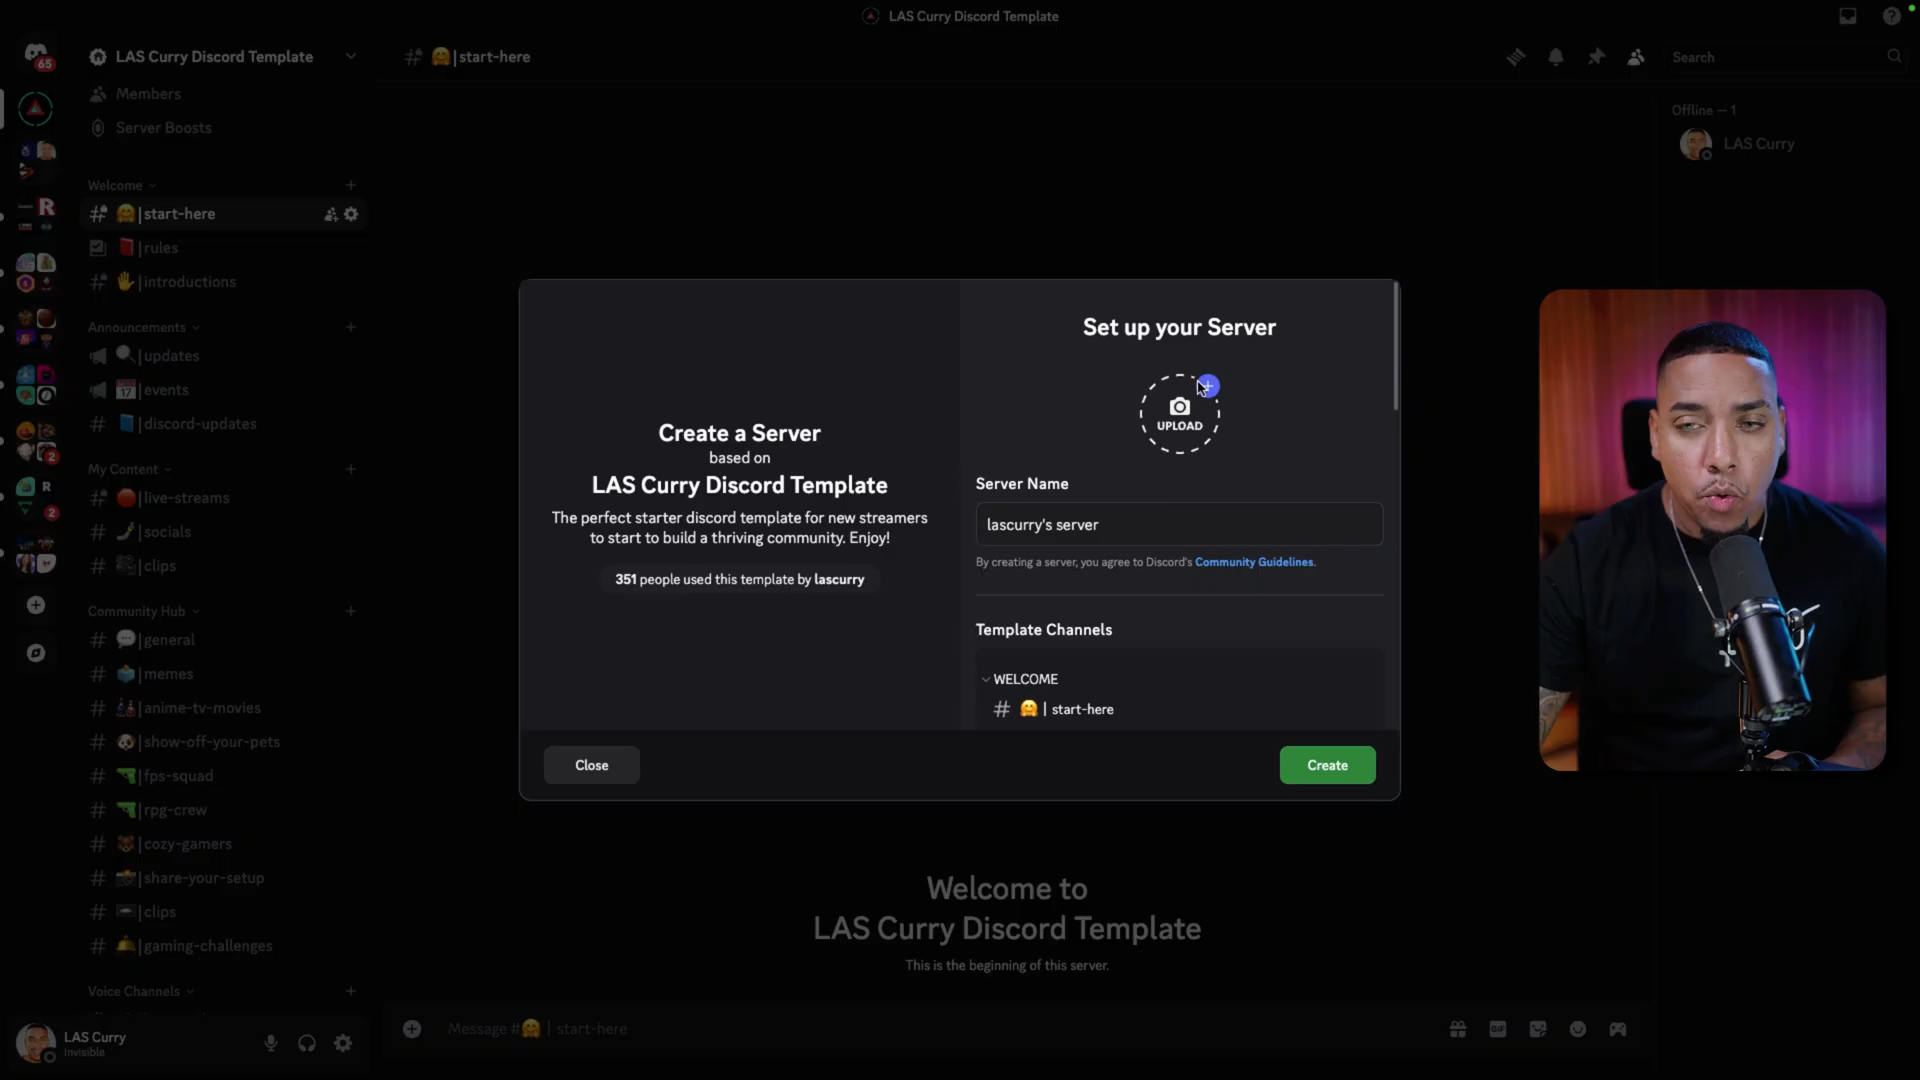 LAS Curry Discord Template
65
LAS Curry Discord Template
Members
Server Boosts
Welcome
start-here
rules
introductions
Announcements
updates
17
events
discord-updates
My Content
live-streams
socials
clips
Community Hub
general
memes
anime-tv-movies
show-off-your-pets
fps-squad
rpg-crew
cozy-gamers
share-your-setup
clips
gaming-challenges
Voice Channels
R
2
R
2
LAS Curry
Invisible
# | start-here
Search
Offline — 1
LAS Curry
Create a Server
based on
LAS Curry Discord Template
The perfect starter discord template for new streamers
to start to build a thriving community. Enjoy!
351 people used this template by lascurry
Set up your Server
UPLOAD
Server Name
lascurry's server
By creating a server, you agree to Discord's Community Guidelines.
Template Channels
WELCOME
# | start-here
Close
Create
Welcome to
LAS Curry Discord Template
This is the beginning of this server.
Message # | start-here
GIF